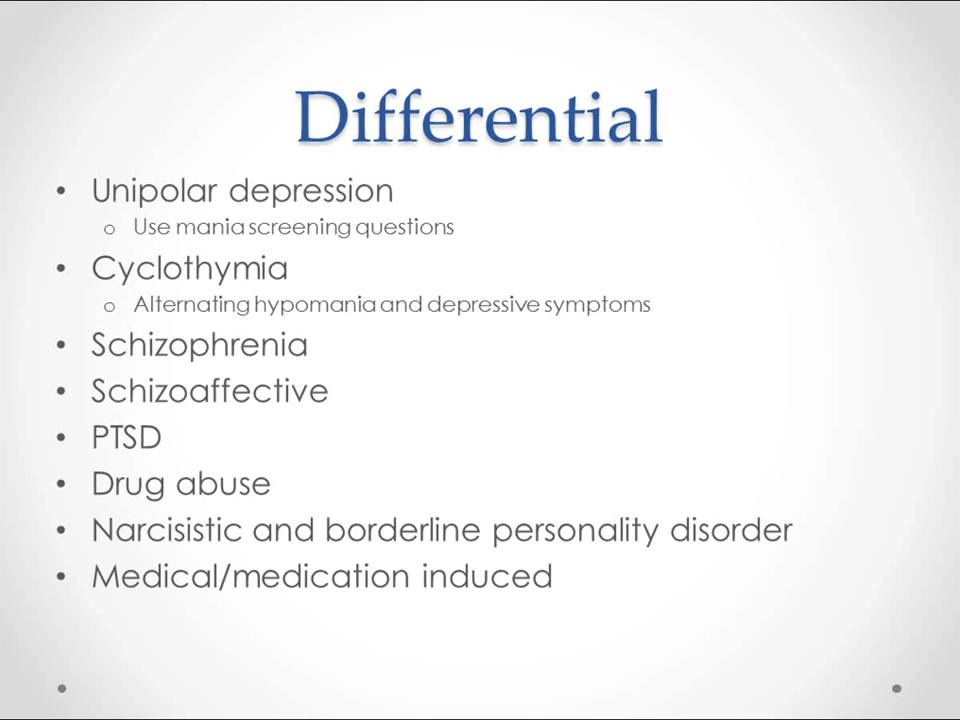 Differential
• Unipolar depression
o Use mania screening questions
• Cyclothymia
o Alternating hypomania and depressive symptoms
• Schizophrenia
• Schizoaffective
• PTSD
• Drug abuse
• Narcisistic and borderline personality disorder
• Medical/medication induced